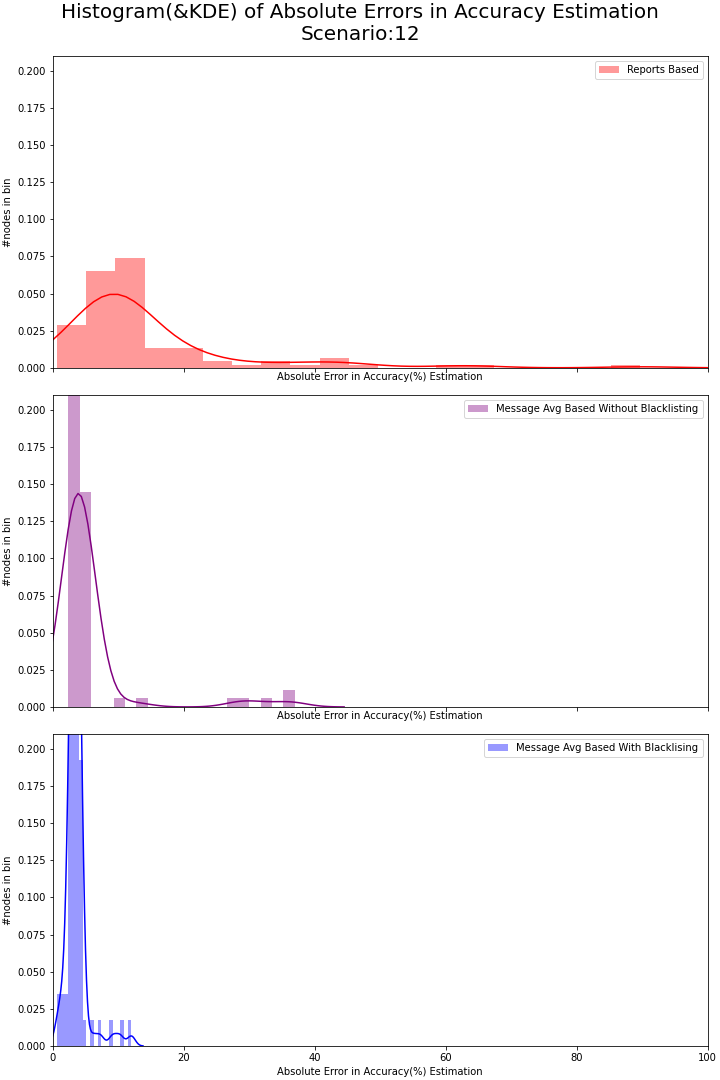 Histogram(&KDE) of Absolute Errors in Accuracy Estimation
Scenario:12
Reports Based
0.200
0.175
0.150
0.125
0.100
0.075
0.050
0.025
0.000
#nodes in bin
Absolute Error in Accuracy(%) Estimation
Message Avg Based Without Blacklisting
0.200
0.175
0.150
0.125
0.100
0.075
0.050
0.025
0.000
#nodes in bin
Absolute Error in Accuracy(%) Estimation
Message Avg Based With Blacklising
0.200
0.175
0.150
0.125
0.100
0.075
0.050
0.025
0.000
#nodes in bin
0 20 40 60 80 100
Absolute Error in Accuracy(%) Estimation